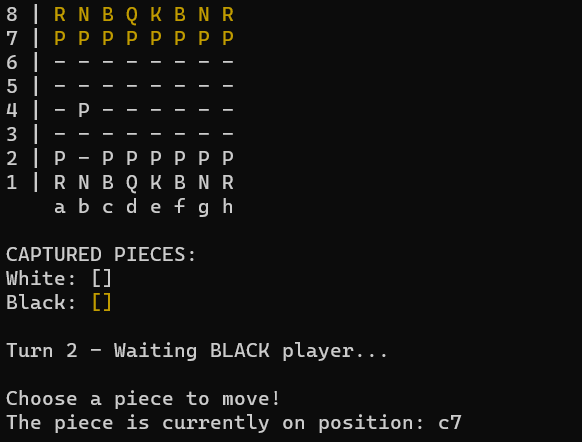 8 | R N B Q K B N R
7 | P P P P P P P P
6 | - - - - - - - -
5 | - - - - - - - -
4 | - P - - - - - -
3 | - - - - - - - -
2 | P - P P P P P P
1 | R N B Q K B N R
a b c d e f g h
CAPTURED PIECES:
White: []
Black: []
Turn 2 - Waiting BLACK player...
Choose a piece to move!
The piece is currently on position: c7